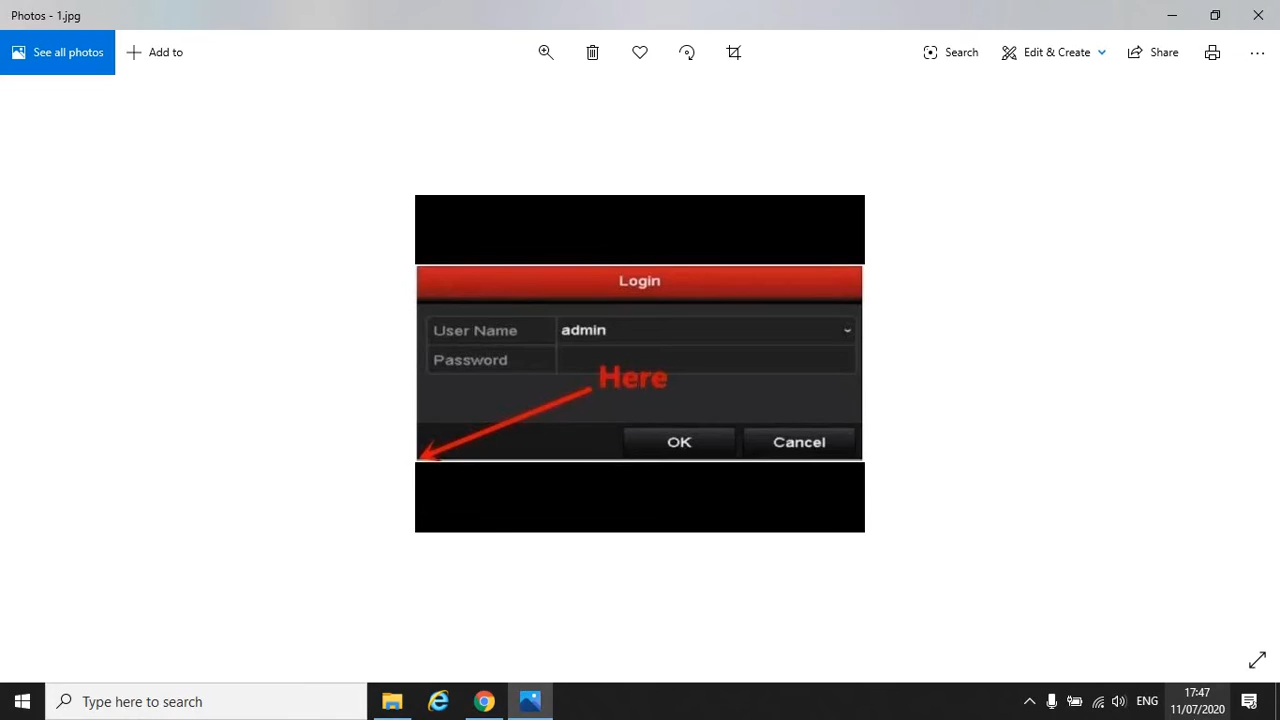 Photos - 1.jpg
See all photos
Add to
Search
Edit & Create
Share
Login
User Name admin
Password
Here
OK Cancel
Type here to search
ENG
17:47
11/07/2020